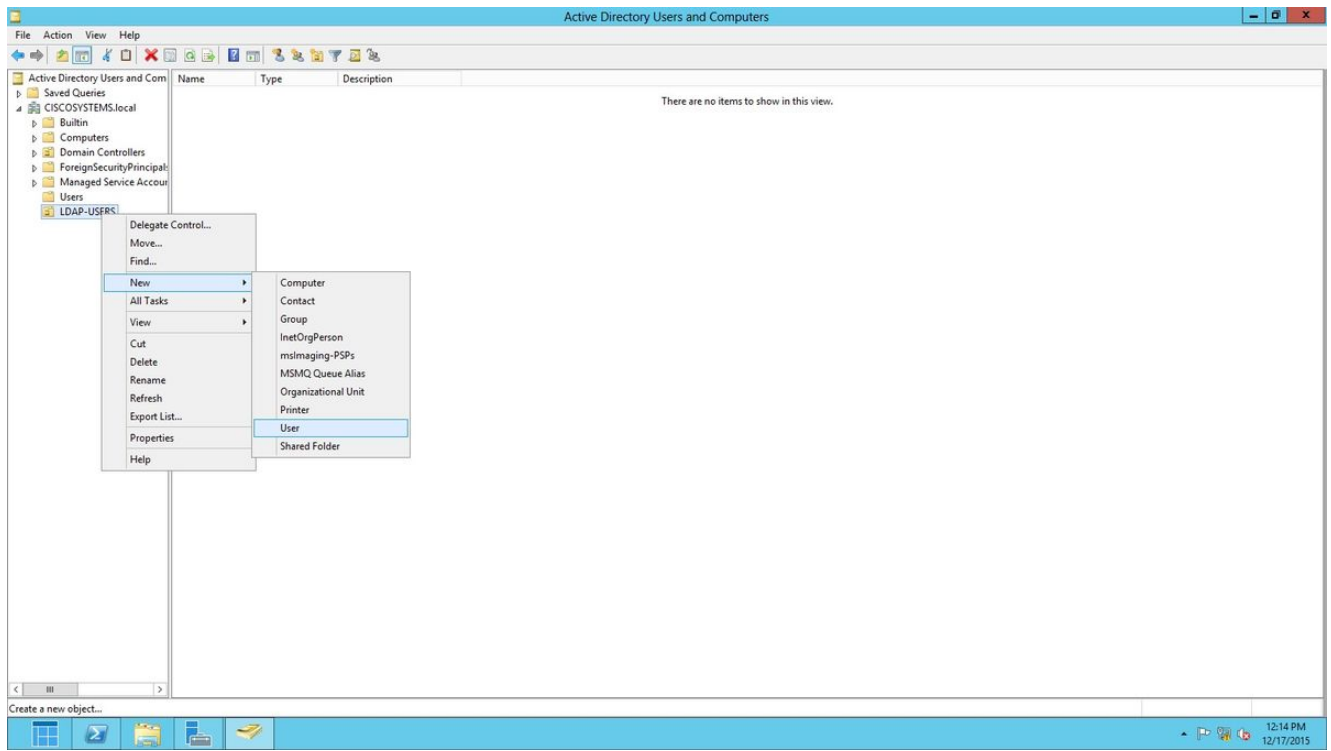 Active Directory Users and Computers
File Action View Help
Active Directory Users and Com
Saved Queries
CISCOSYSTEMS.local
Builtin
Computers
Domain Controllers
ForeignSecurityPrincipals
Managed Service Accour
Users
LDAP-USERS
Name Type Description
There are no items to show in this view.
Delegate Control...
Move...
Find...
New
All Tasks
View
Cut
Delete
Rename
Refresh
Export List...
Properties
Help
Computer
Contact
Group
InetOrgPerson
msImaging-PSPs
MSMQ Queue Alias
Organizational Unit
Printer
User
Shared Folder
Create a new object...
12:14 PM
12/17/2015